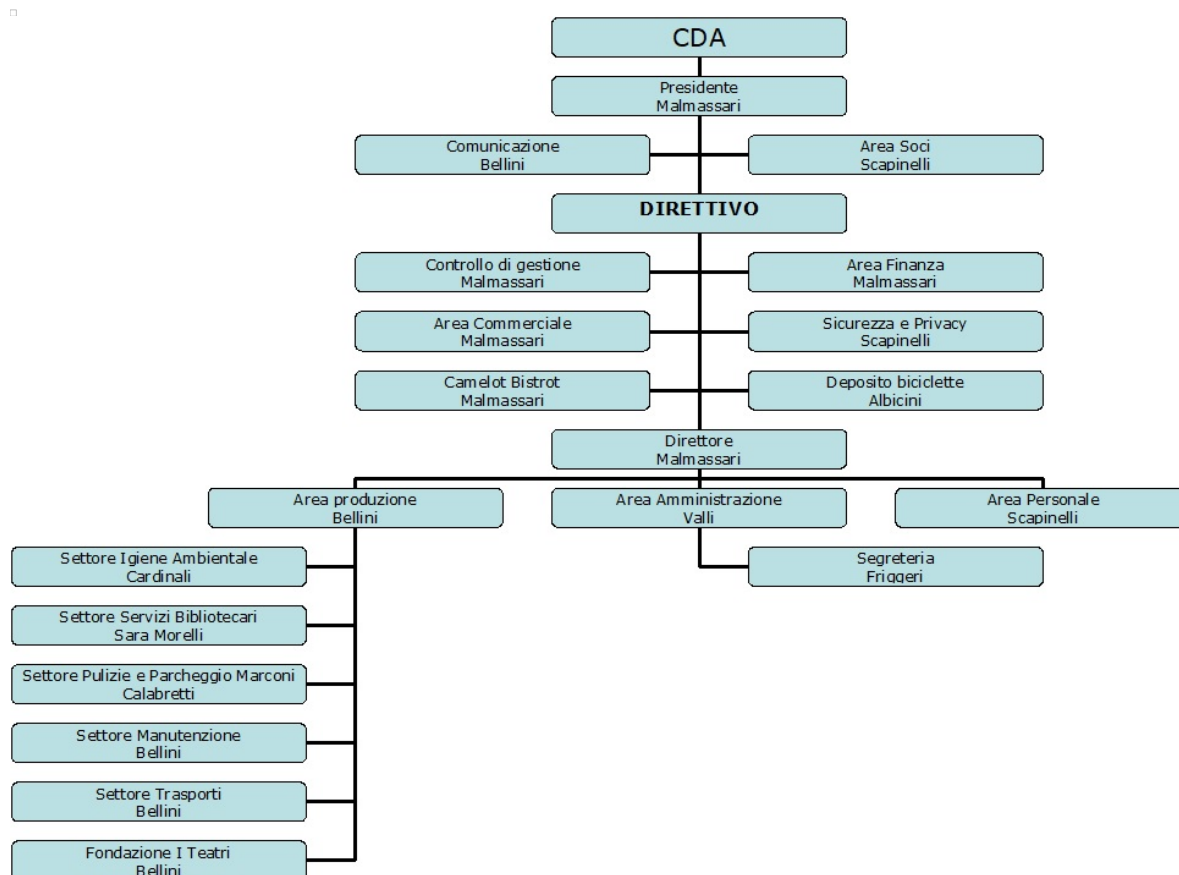 CDA
Presidente
Malmassari
Comunicazione
Bellini
Area Soci
Scapinelli
DIRETTIVO
Controllo di gestione
Malmassari
Area Finanza
Malmassari
Area Commerciale
Malmassari
Sicurezza e Privacy
Scapinelli
Camelot Bistrot
Malmassari
Deposito biciclette
Albicini
Direttore
Malmassari
Area produzione
Bellini
Area Amministrazione
Valli
Area Personale
Scapinelli
Settore Igiene Ambientale
Cardinali
Segreteria
Friggeri
Settore Servizi Bibliotecari
Sara Morelli
Settore Pulizie e Parcheggio Marconi
Calabretti
Settore Manutenzione
Bellini
Settore Trasporti
Bellini
Fondazione I Teatri
Bellini